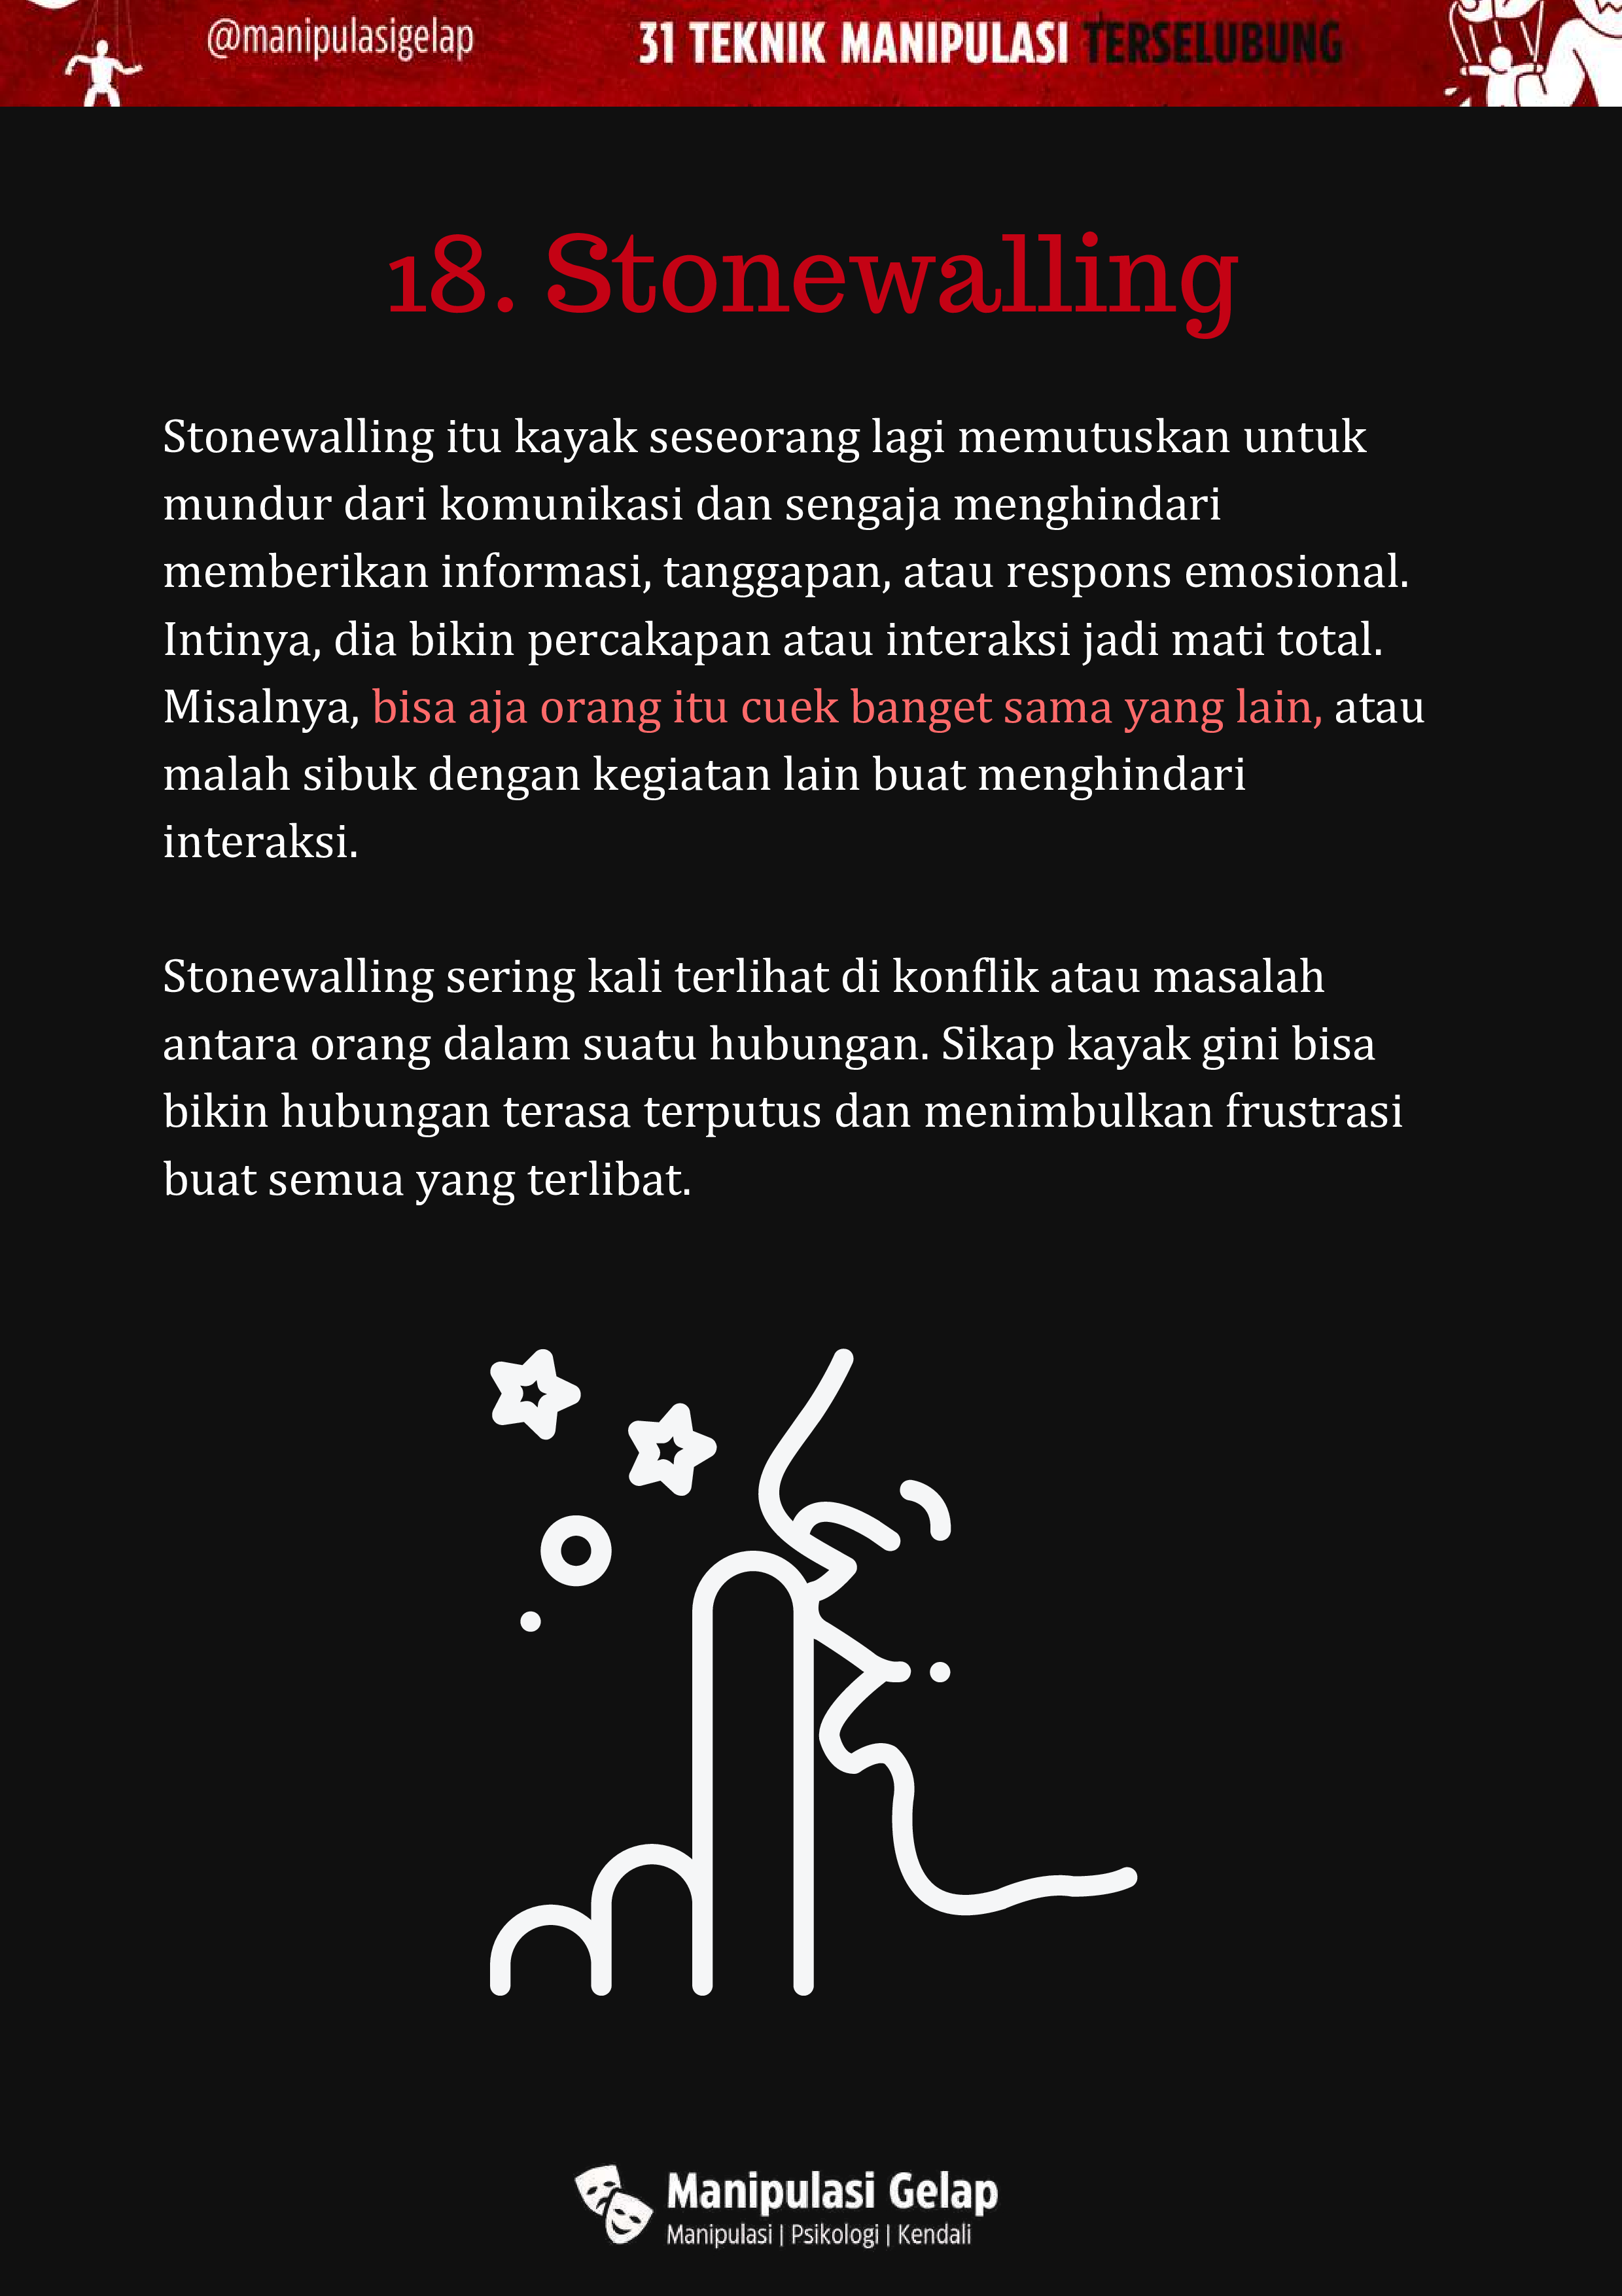 @manipulasigelap
31 TEKNIK MANIPULASI TERSELUBUNG
18. Stonewalling
Stonewalling itu kayak seseorang lagi memutuskan untuk
mundur dari komunikasi dan sengaja menghindari
memberikan informasi, tanggapan, atau respons emosional.
Intinya, dia bikin percakapan atau interaksi jadi mati total.
Misalnya, bisa aja orang itu cuek banget sama yang lain, atau
malah sibuk dengan kegiatan lain buat menghindari
interaksi.
Stonewalling sering kali terlihat di konflik atau masalah
antara orang dalam suatu hubungan. Sikap kayak gini bisa
bikin hubungan terasa terputus dan menimbulkan frustrasi
buat semua yang terlibat.
Manipulasi Gelap
Manipulasi | Psikologi | Kendali